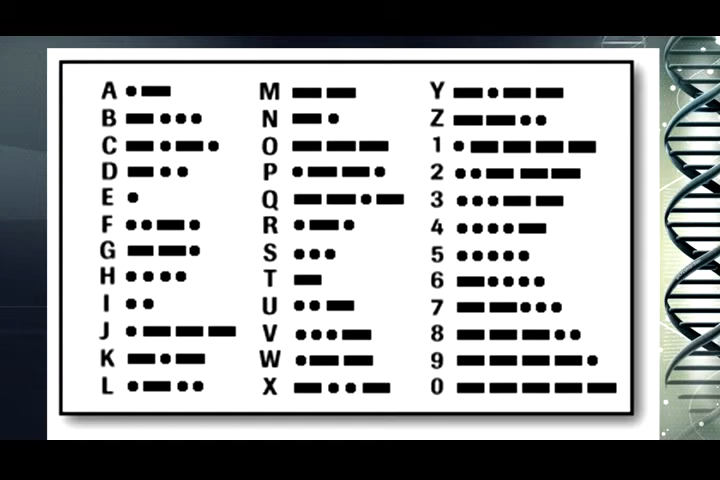 A •–
B –•••
C –•–•
D –••
E •
F ••–•
G ––•
H ••••
I ••
J •–––
K –•–
L •–••
M ––
N –•
O –––
P •––•
Q ––•–
R •–•
S •••
T –
U ••–
V •••–
W •––
X –••–
Y –•––
Z ––••
1 •––––
2 ••–––
3 •••––
4 ••••–
5 •••••
6 –••••
7 ––•••
8 –––••
9 ––––•
0 –––––